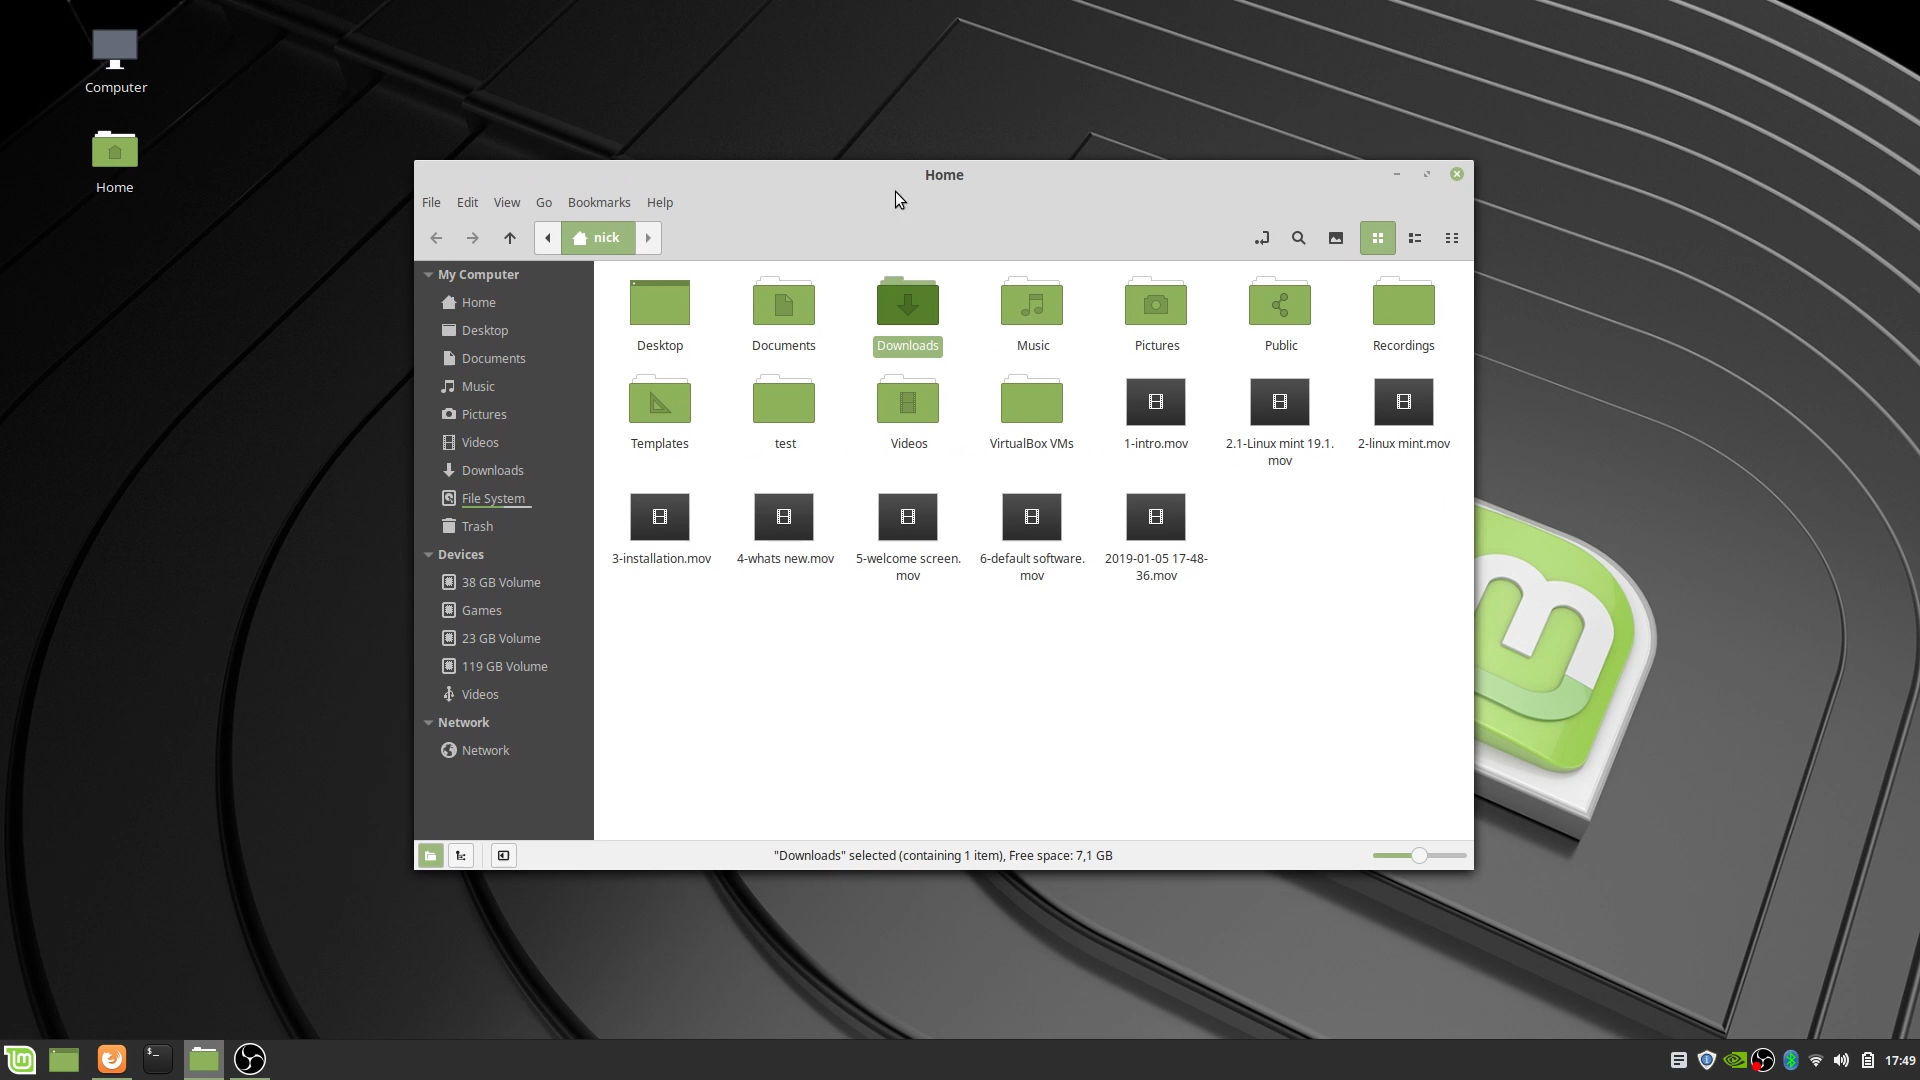 Computer
Home
Home
File Edit View Go Bookmarks Help
nick
My Computer
Home
Desktop
Documents
Music
Pictures
Videos
Downloads
File System
Trash
Devices
38 GB Volume
Games
23 GB Volume
119 GB Volume
Videos
Network
Network
Desktop Documents Downloads Music Pictures Public Recordings
Templates test Videos VirtualBox VMs 1-intro.mov 2.1-Linux mint 19.1. 2-linux mint.mov
mov
3-installation.mov 4-whats new.mov 5-welcome screen. 6-default software. 2019-01-05 17-48-
mov mov 36.mov
"Downloads" selected (containing 1 item), Free space: 7,1 GB
17:49